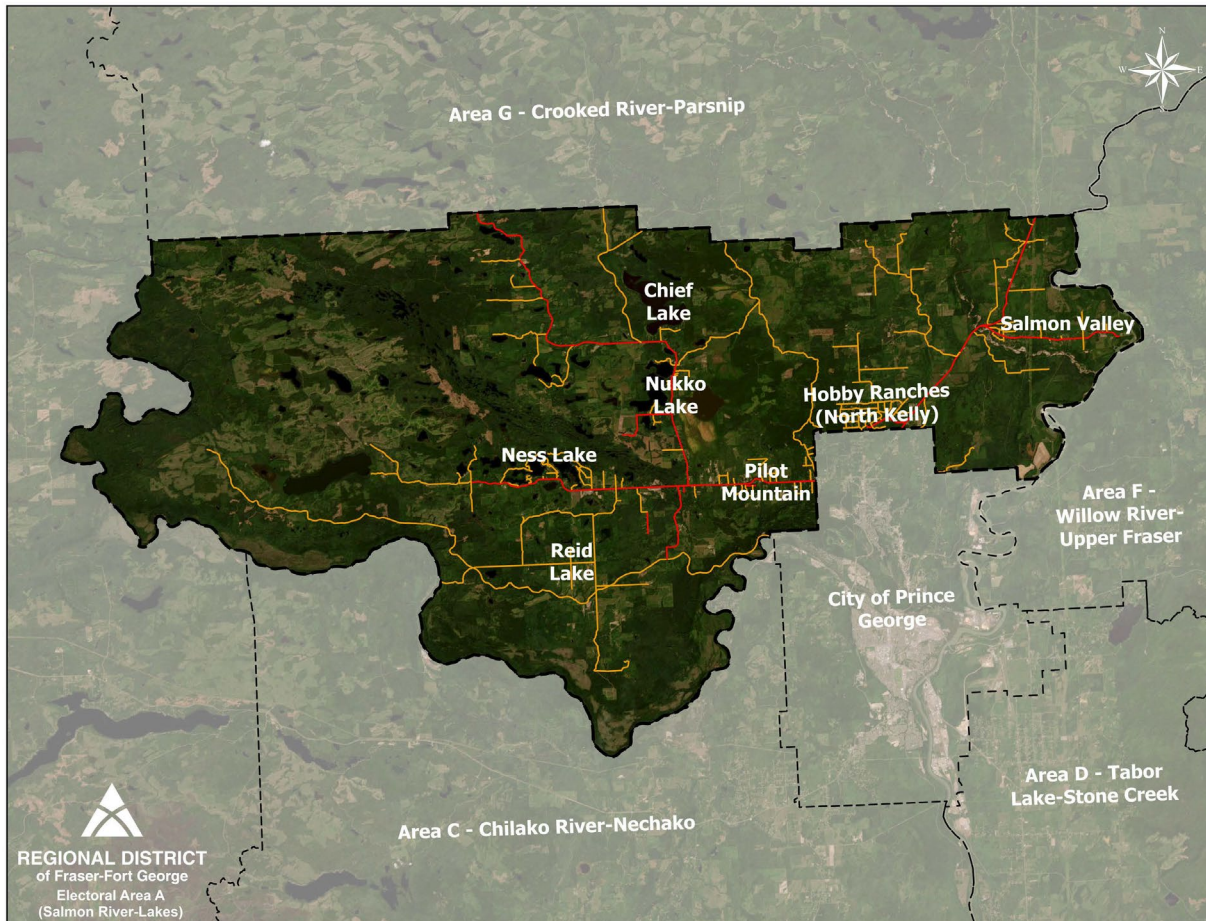 N
W
E
S
Area G - Crooked River-Parsnip
Chief
Lake
Salmon Valley
Nukko
Lake
Hobby Ranches
(North Kelly)
Ness Lake
Pilot
Mountain
Area F -
Willow River-
Upper Fraser
Reid
Lake
City of Prince
George
Area D - Tabor
Lake-Stone Creek
Area C - Chilako River-Nechako
REGIONAL DISTRICT
of Fraser-Fort George
Electoral Area A
(Salmon River-Lakes)